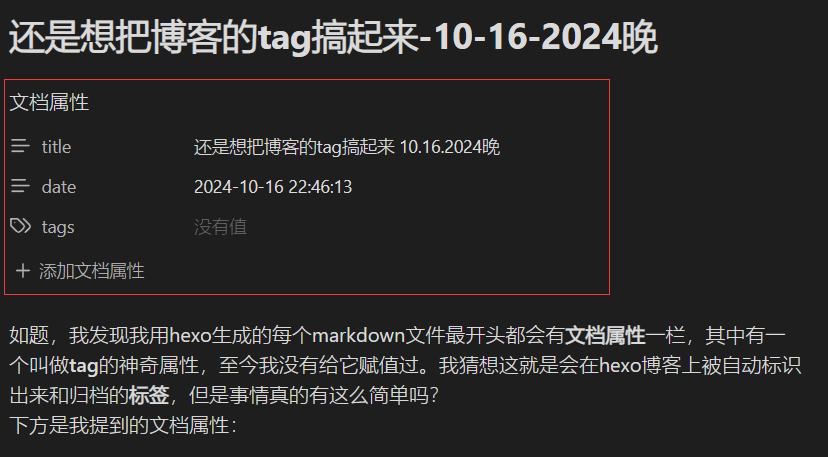 还是想把博客的tag搞起来-10-16-2024晚
文档属性
title 还是想把博客的tag搞起来 10.16.2024晚
date 2024-10-16 22:46:13
tags 没有值
+ 添加文档属性
如题，我发现我用hexo生成的每个markdown文件最开头都会有文档属性一栏，其中有一
个叫做tag的神奇属性，至今我没有给它赋值过。我猜想这就是会在hexo博客上被自动标识
出来和归档的标签，但是事情真的有这么简单吗？
下方是我提到的文档属性：